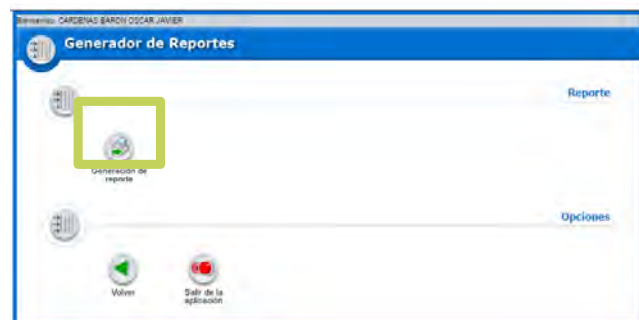 Bienvenido: CARDENAS BARON OSCAR JAVIER
Generador de Reportes
Reporte
Generación de
reporte
Opciones
Volver
Salir de la
aplicación